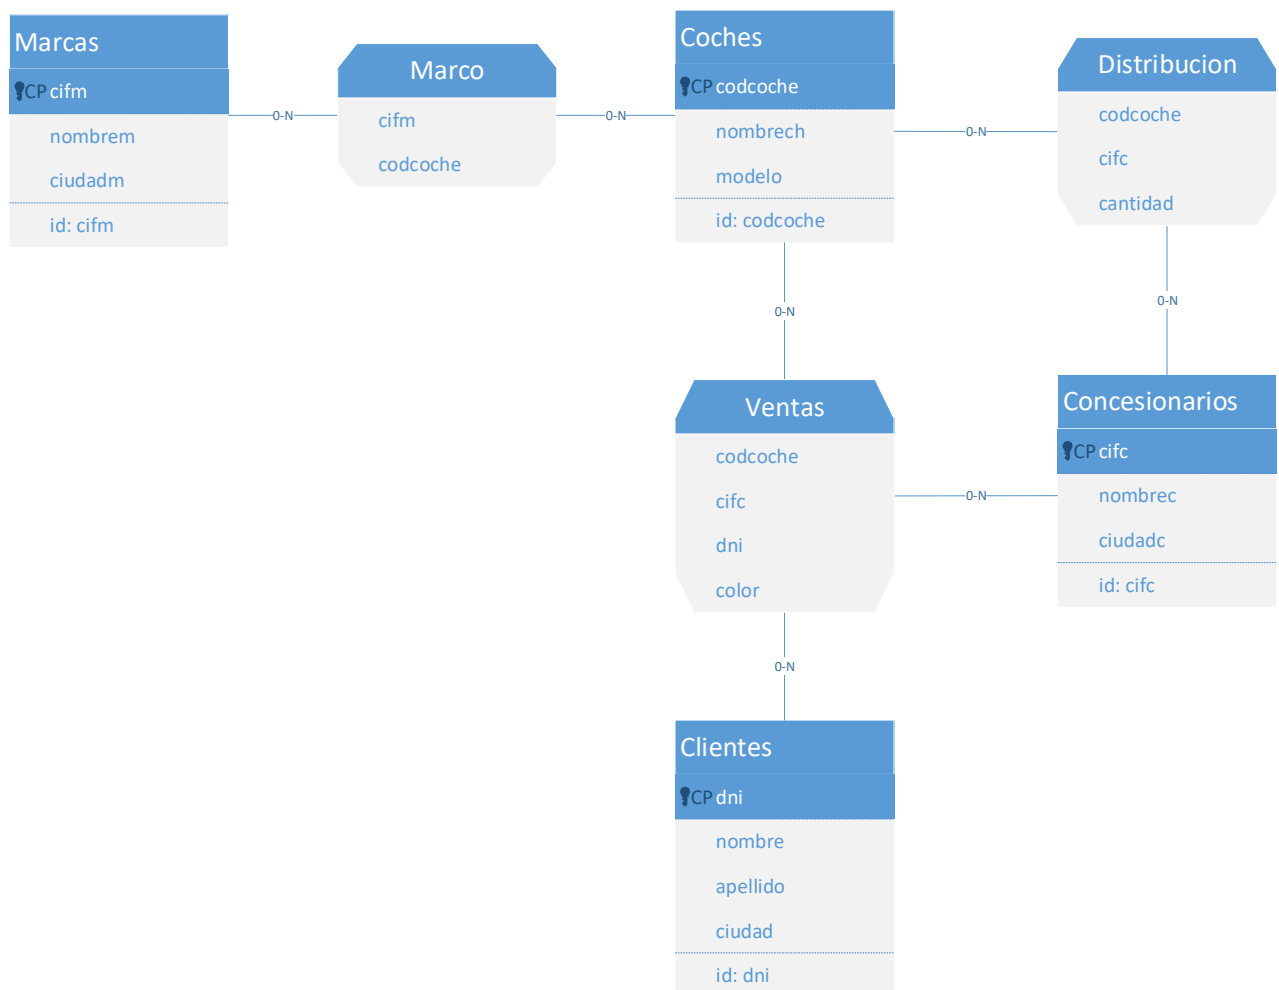 Marcas
CP cifm
nombrem
ciudadm
id: cifm
0-N
Marco
cifm
codcoche
0-N
Coches
CP codcoche
nombrech
modelo
id: codcoche
0-N
Distribucion
codcoche
cifc
cantidad
0-N
0-N
Ventas
codcoche
cifc
dni
color
0-N
Concesionarios
CP cifc
nombrec
ciudadc
id: cifc
0-N
Clientes
CP dni
nombre
apellido
ciudad
id: dni